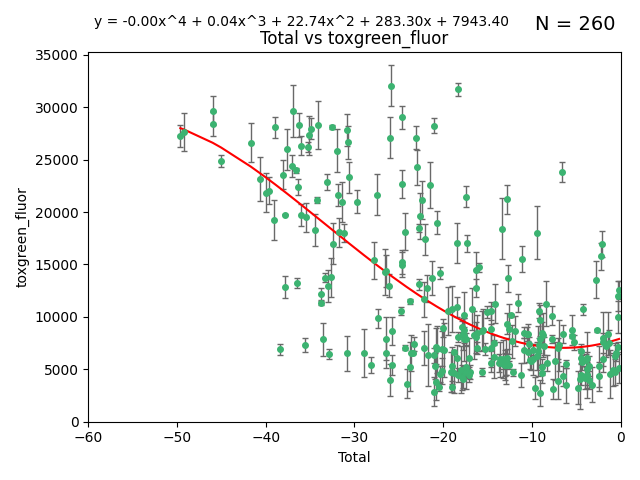 y = -0.00x^4 + 0.04x^3 + 22.74x^2 + 283.30x + 7943.40
N = 260
Total vs toxgreen_fluor
35000
30000
25000
20000
15000
10000
5000
0
toxgreen_fluor
−60 −50 −40 −30 −20 −10 0
Total